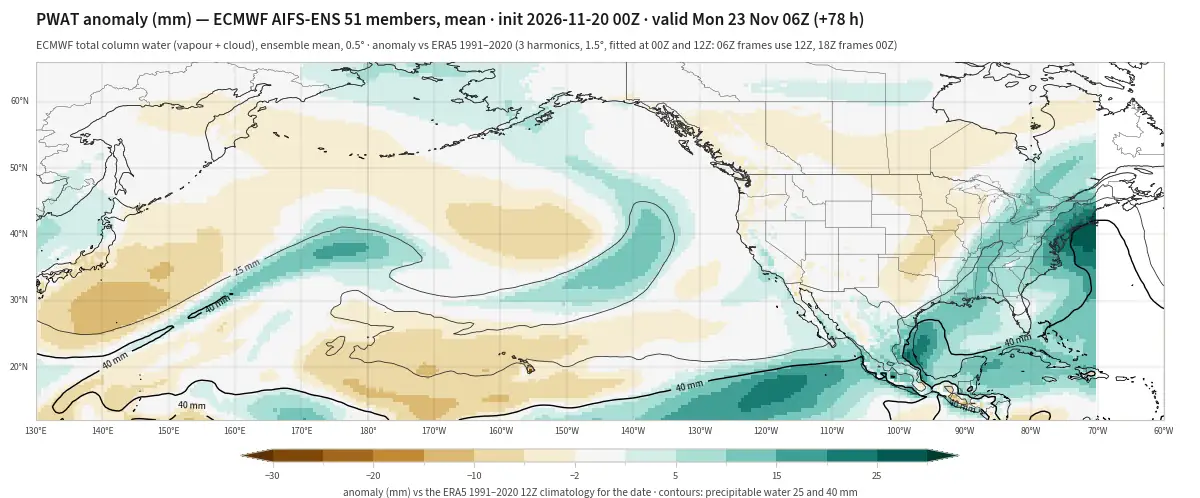 PWAT anomaly (mm) — ECMWF AIFS-ENS 51 members, mean · init 2026-11-20 00Z · valid Mon 23 Nov 06Z (+78 h)
ECMWF total column water (vapour + cloud), ensemble mean, 0.5° · anomaly vs ERA5 1991–2020 (3 harmonics, 1.5°, fitted at 00Z and 12Z: 06Z frames use 12Z, 18Z frames 00Z)
60°N
50°N
40°N
30°N
20°N
25 mm
40 mm
40 mm
40 mm
40 mm
40 mm
40 mm
130°E 140°E 150°E 160°E 170°E 180° 170°W 160°W 150°W 140°W 130°W 120°W 110°W 100°W 90°W 80°W 70°W 60°W
−30 −20 −10 −2 5 15 25
anomaly (mm) vs the ERA5 1991–2020 12Z climatology for the date · contours: precipitable water 25 and 40 mm